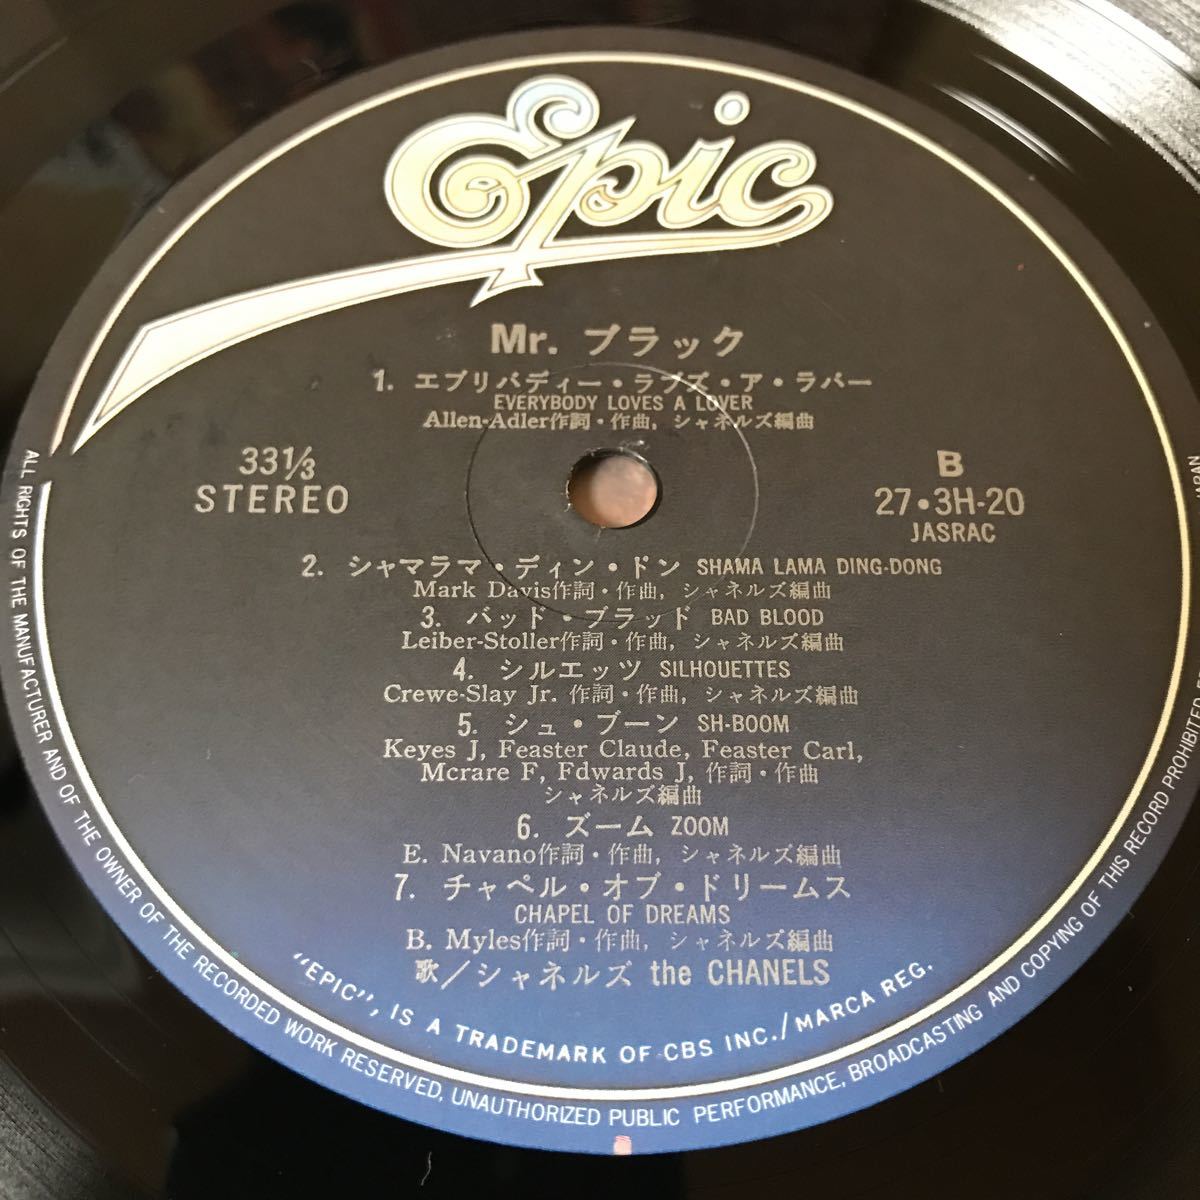 Epic
Mr. ブラック
1. エブリバディー・ラブズ・ア・ラバー
EVERYBODY LOVES A LOVER
Allen-Adler作詞・作曲, シャネルズ編曲
33⅓
STEREO
B
27・3H-20
JASRAC
2. シャマラマ・ディン・ドン SHAMA LAMA DING-DONG
Mark Davis作詞・作曲, シャネルズ編曲
3. バッド・ブラッド BAD BLOOD
Leiber-Stoller作詞・作曲, シャネルズ編曲
4. シルエッツ SILHOUETTES
Crewe-Slay Jr. 作詞・作曲, シャネルズ編曲
5. シュ・ブーン SH-BOOM
Keyes J, Feaster Claude, Feaster Carl,
Mcrare F, Fdwards J, 作詞・作曲
シャネルズ編曲
6. ズーム ZOOM
E. Navano作詞・作曲, シャネルズ編曲
7. チャペル・オブ・ドリームス
CHAPEL OF DREAMS
B. Myles作詞・作曲, シャネルズ編曲
歌/シャネルズ the CHANELS
"EPIC", IS A TRADEMARK OF CBS INC./MARCA REG.
ALL RIGHTS OF THE MANUFACTURER AND OF THE OWNER OF THE RECORDED WORK RESERVED, UNAUTHORIZED PUBLIC PERFORMANCE, BROADCASTING AND COPYING OF THIS RECORD PROHIBITED